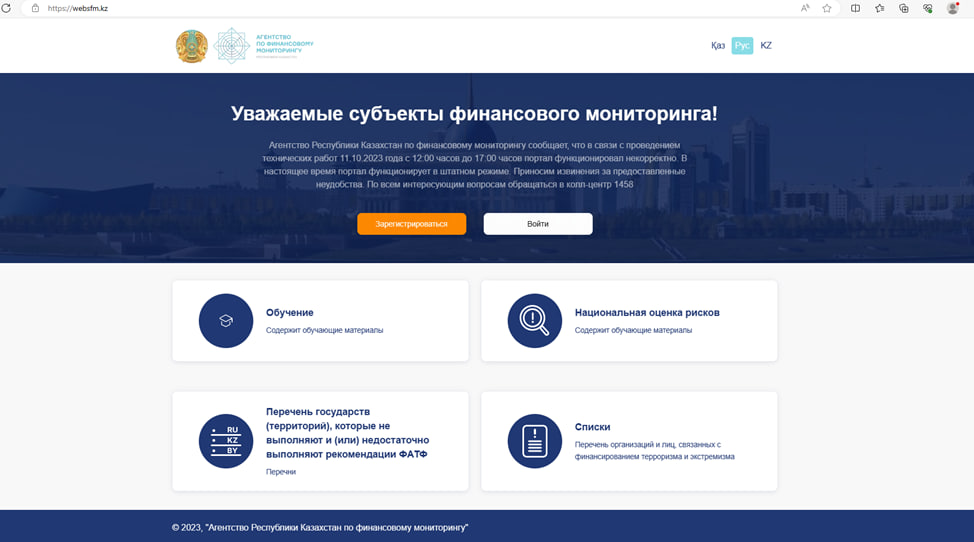 https://websfm.kz
АГЕНТСТВО
ПО ФИНАНСОВОМУ
МОНИТОРИНГУ
РЕСПУБЛИКИ КАЗАХСТАН
Қаз Рус KZ
Уважаемые субъекты финансового мониторинга!
Агентство Республики Казахстан по финансовому мониторингу сообщает, что в связи с проведением
технических работ 11.10.2023 года с 12:00 часов до 17:00 часов портал функционировал некорректно. В
настоящее время портал функционирует в штатном режиме. Приносим извинения за предоставленные
неудобства. По всем интересующим вопросам обращаться в колл-центр 1458
Зарегистрироваться Войти
Обучение
Содержит обучающие материалы
Национальная оценка рисков
Содержит обучающие материалы
RU
KZ
BY
Перечень государств
(территорий), которые не
выполняют и (или) недостаточно
выполняют рекомендации ФАТФ
Перечни
Списки
Перечень организаций и лиц, связанных с
финансированием терроризма и экстремизма
© 2023, "Агентство Республики Казахстан по финансовому мониторингу"